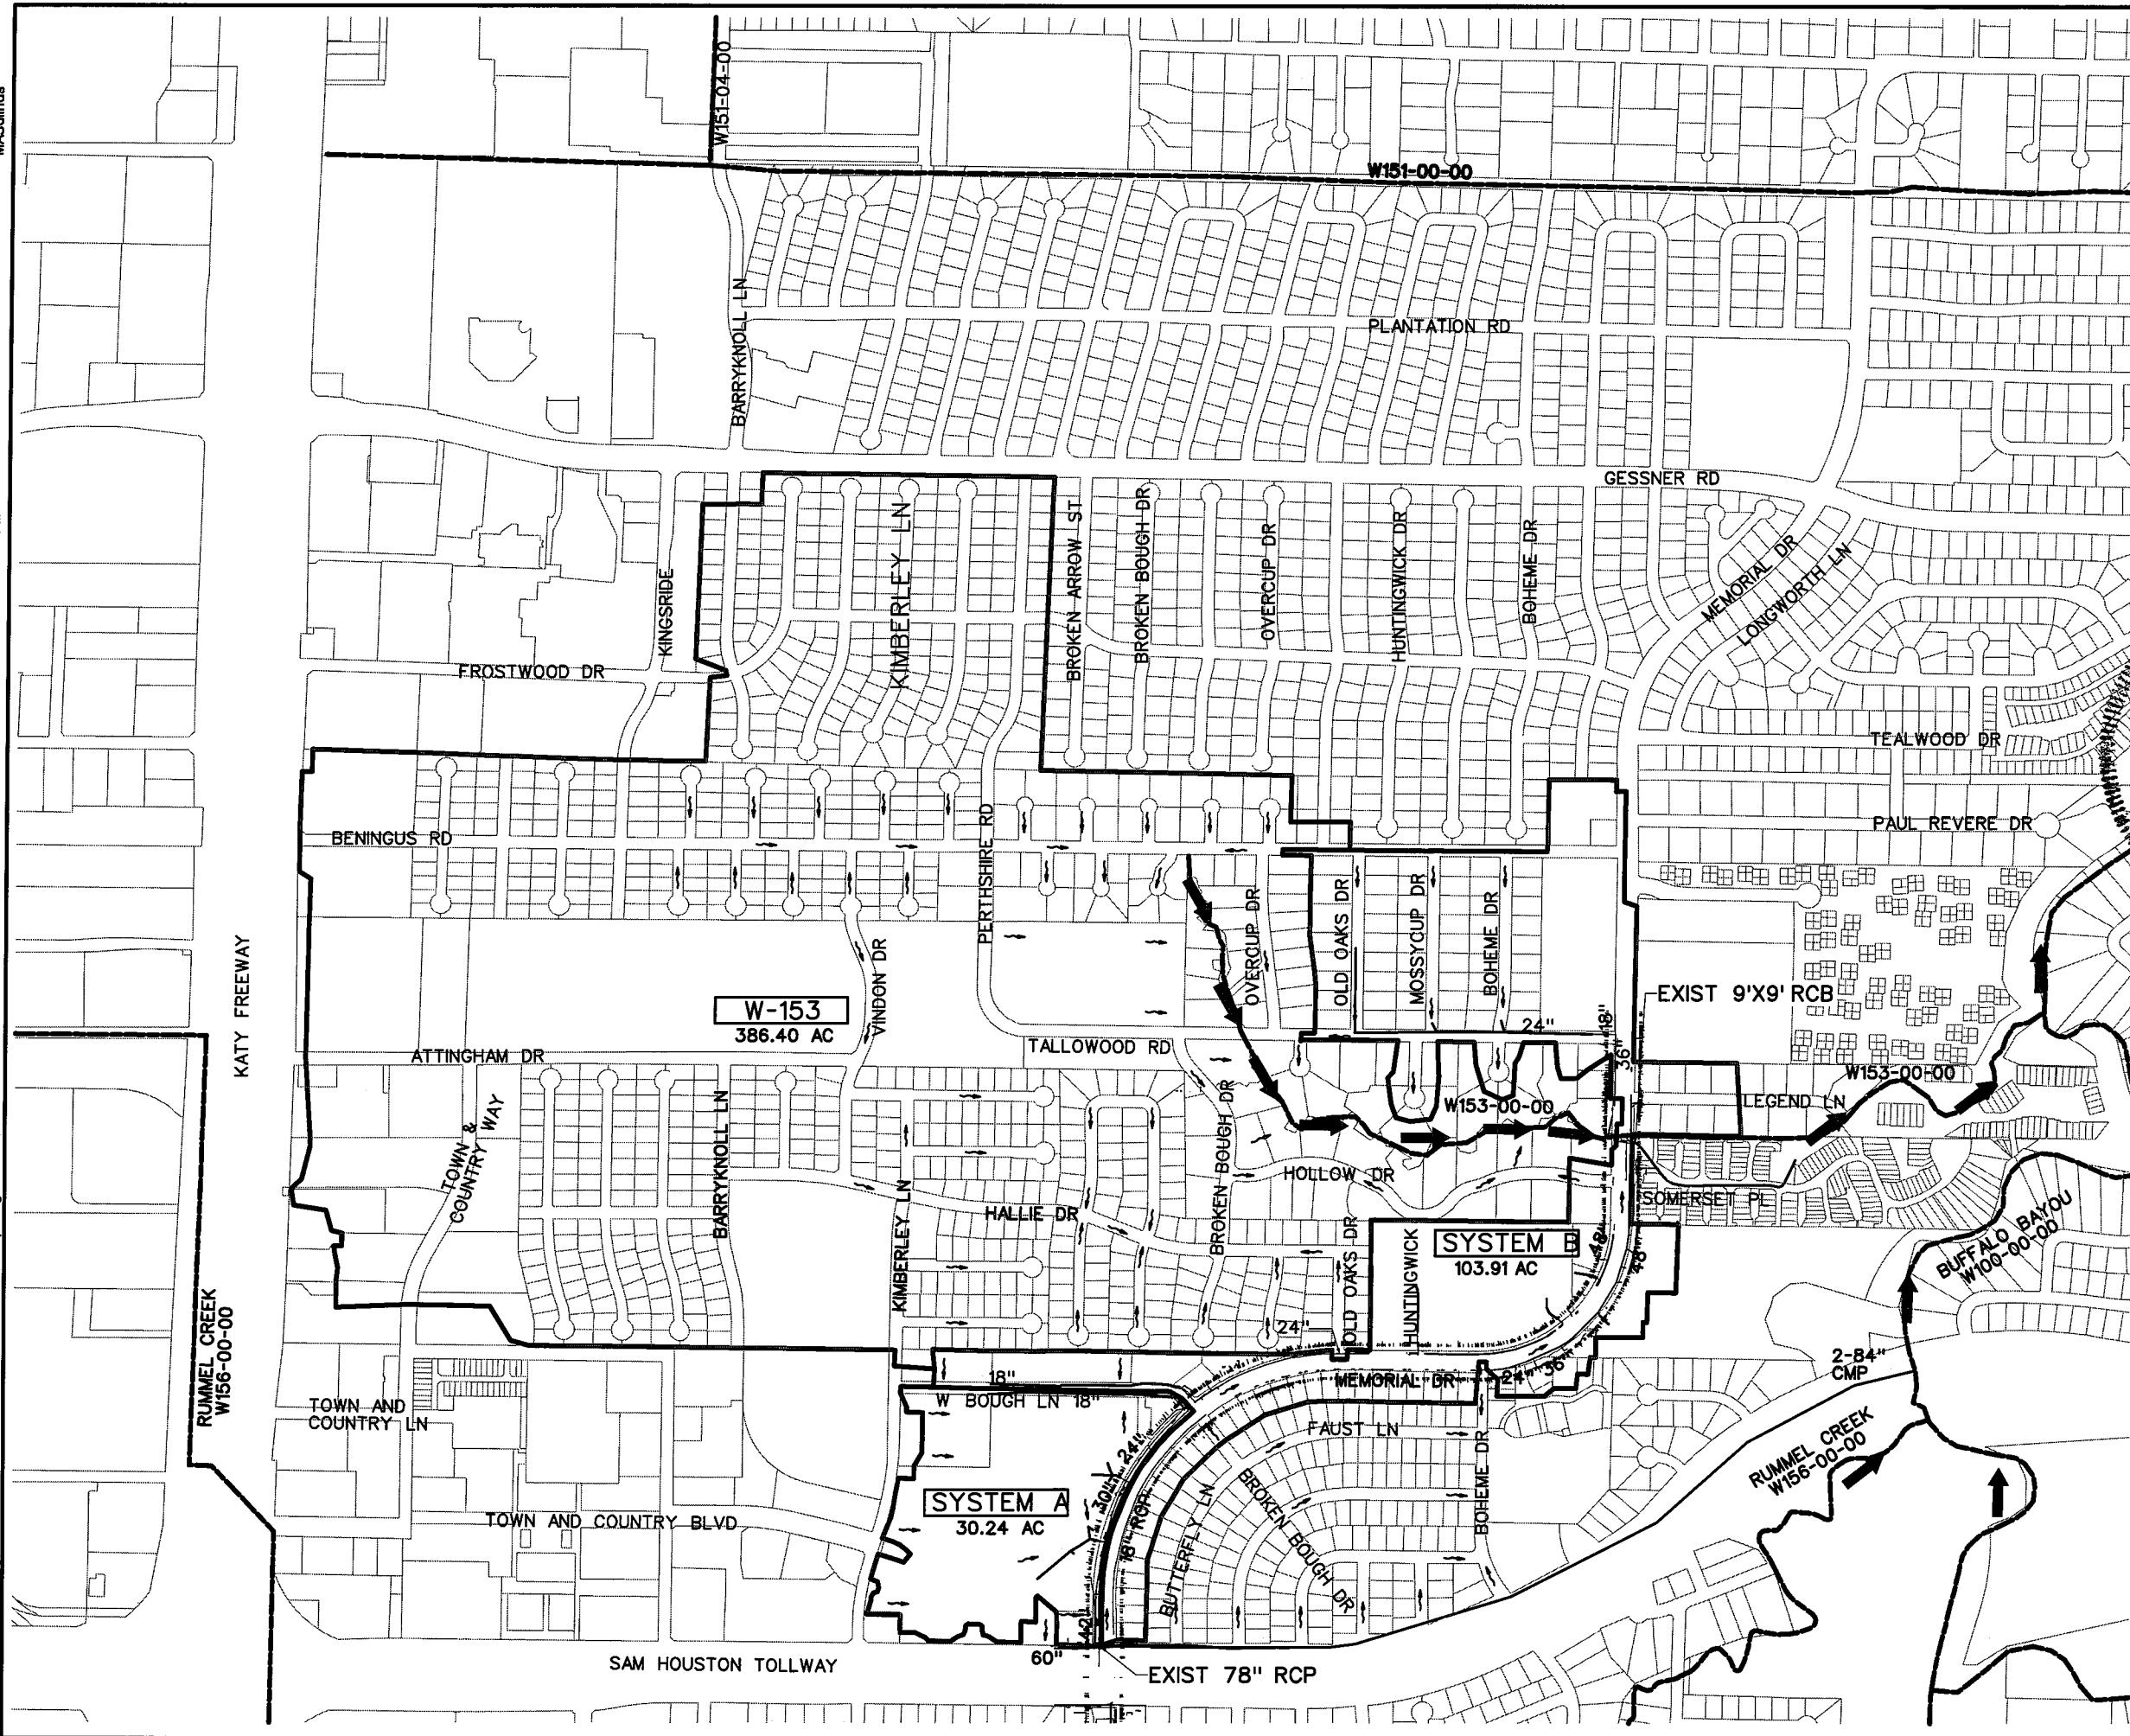 W151-04-00
W151-00-00
BARRYKNOLL LN
PLANTATION RD
GESSNER RD
KINGSRIDE
KIMBERLEY LN
BROKEN ARROW ST
BROKEN BOUGH DR
OVERCUP DR
HUNTINGWICK DR
BOHEME DR
MEMORIAL DR
LONGWORTH LN
FROSTWOOD DR
TEALWOOD DR
BENINGUS RD
PERTHSHIRE RD
PAUL REVERE DR
KATY FREEWAY
VINDON DR
OVERCUP DR
OLD OAKS DR
MOSSYCUP DR
BOHEME DR
EXIST 9'X9' RCB
W-153
386.40 AC
24"
18"
36"
ATTINGHAM DR
TALLOWOOD RD
W153-00-00
W153-00-00
LEGEND LN
TOWN &
COUNTRY WAY
BARRYKNOLL LN
BROKEN BOUGH DR
HOLLOW DR
SOMERSET PL
KIMBERLEY LN
HALLIE DR
OLD OAKS DR
HUNTINGWICK
SYSTEM B
103.91 AC
48"
48"
BUFFALO BAYOU
W100-00-00
RUMMEL CREEK
W156-00-00
24"
2-84"
CMP
18"
MEMORIAL DR
24"
36"
TOWN AND
COUNTRY LN
W BOUGH LN 18"
FAUST LN
24"
30"
18" RCP
BUTTERFLY LN
BROKEN BOUGH DR
BOHEME DR
RUMMEL CREEK
W156-00-00
SYSTEM A
30.24 AC
TOWN AND COUNTRY BLVD
42"
60"
SAM HOUSTON TOLLWAY
EXIST 78" RCP